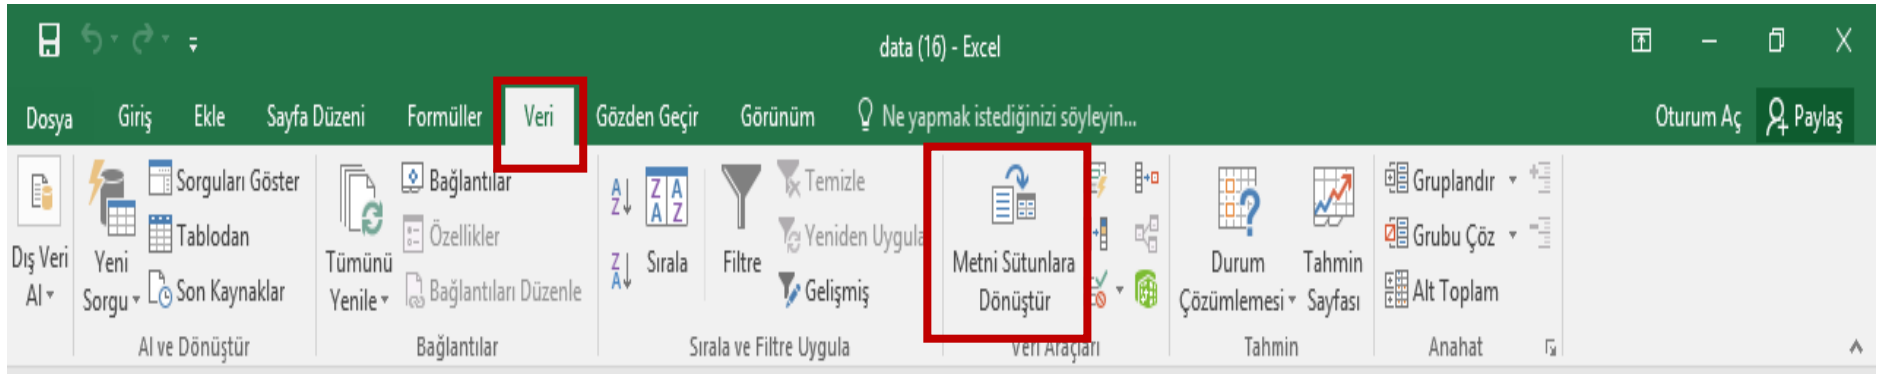 data (16) - Excel
Dosya Giriş Ekle Sayfa Düzeni Formüller Veri Gözden Geçir Görünüm Ne yapmak istediğinizi söyleyin... Oturum Aç Paylaş
Dış Veri Al
Yeni Sorgu
Sorguları Göster
Tablodan
Son Kaynaklar
Al ve Dönüştür
Tümünü Yenile
Bağlantılar
Özellikler
Bağlantıları Düzenle
Bağlantılar
Sırala
Filtre
Temizle
Yeniden Uygula
Gelişmiş
Sırala ve Filtre Uygula
Metni Sütunlara
Dönüştür
Veri Araçları
Durum
Çözümlemesi
Tahmin
Sayfası
Tahmin
Gruplandır
Grubu Çöz
Alt Toplam
Anahat